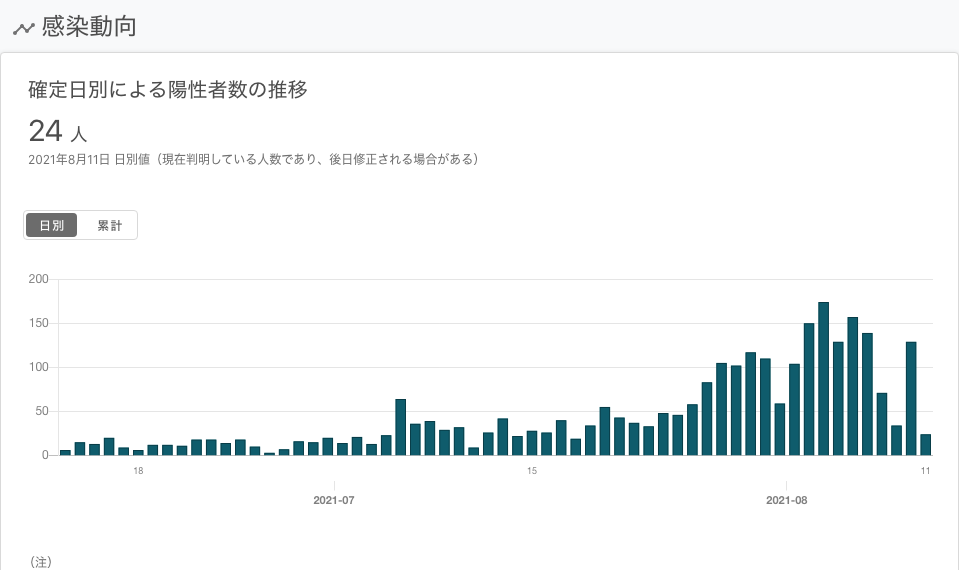 感染動向
確定日別による陽性者数の推移
24 人
2021年8月11日 日別値（現在判明している人数であり、後日修正される場合がある）
日別 累計
200
150
100
50
0
18 15 11
2021-07 2021-08
（注）